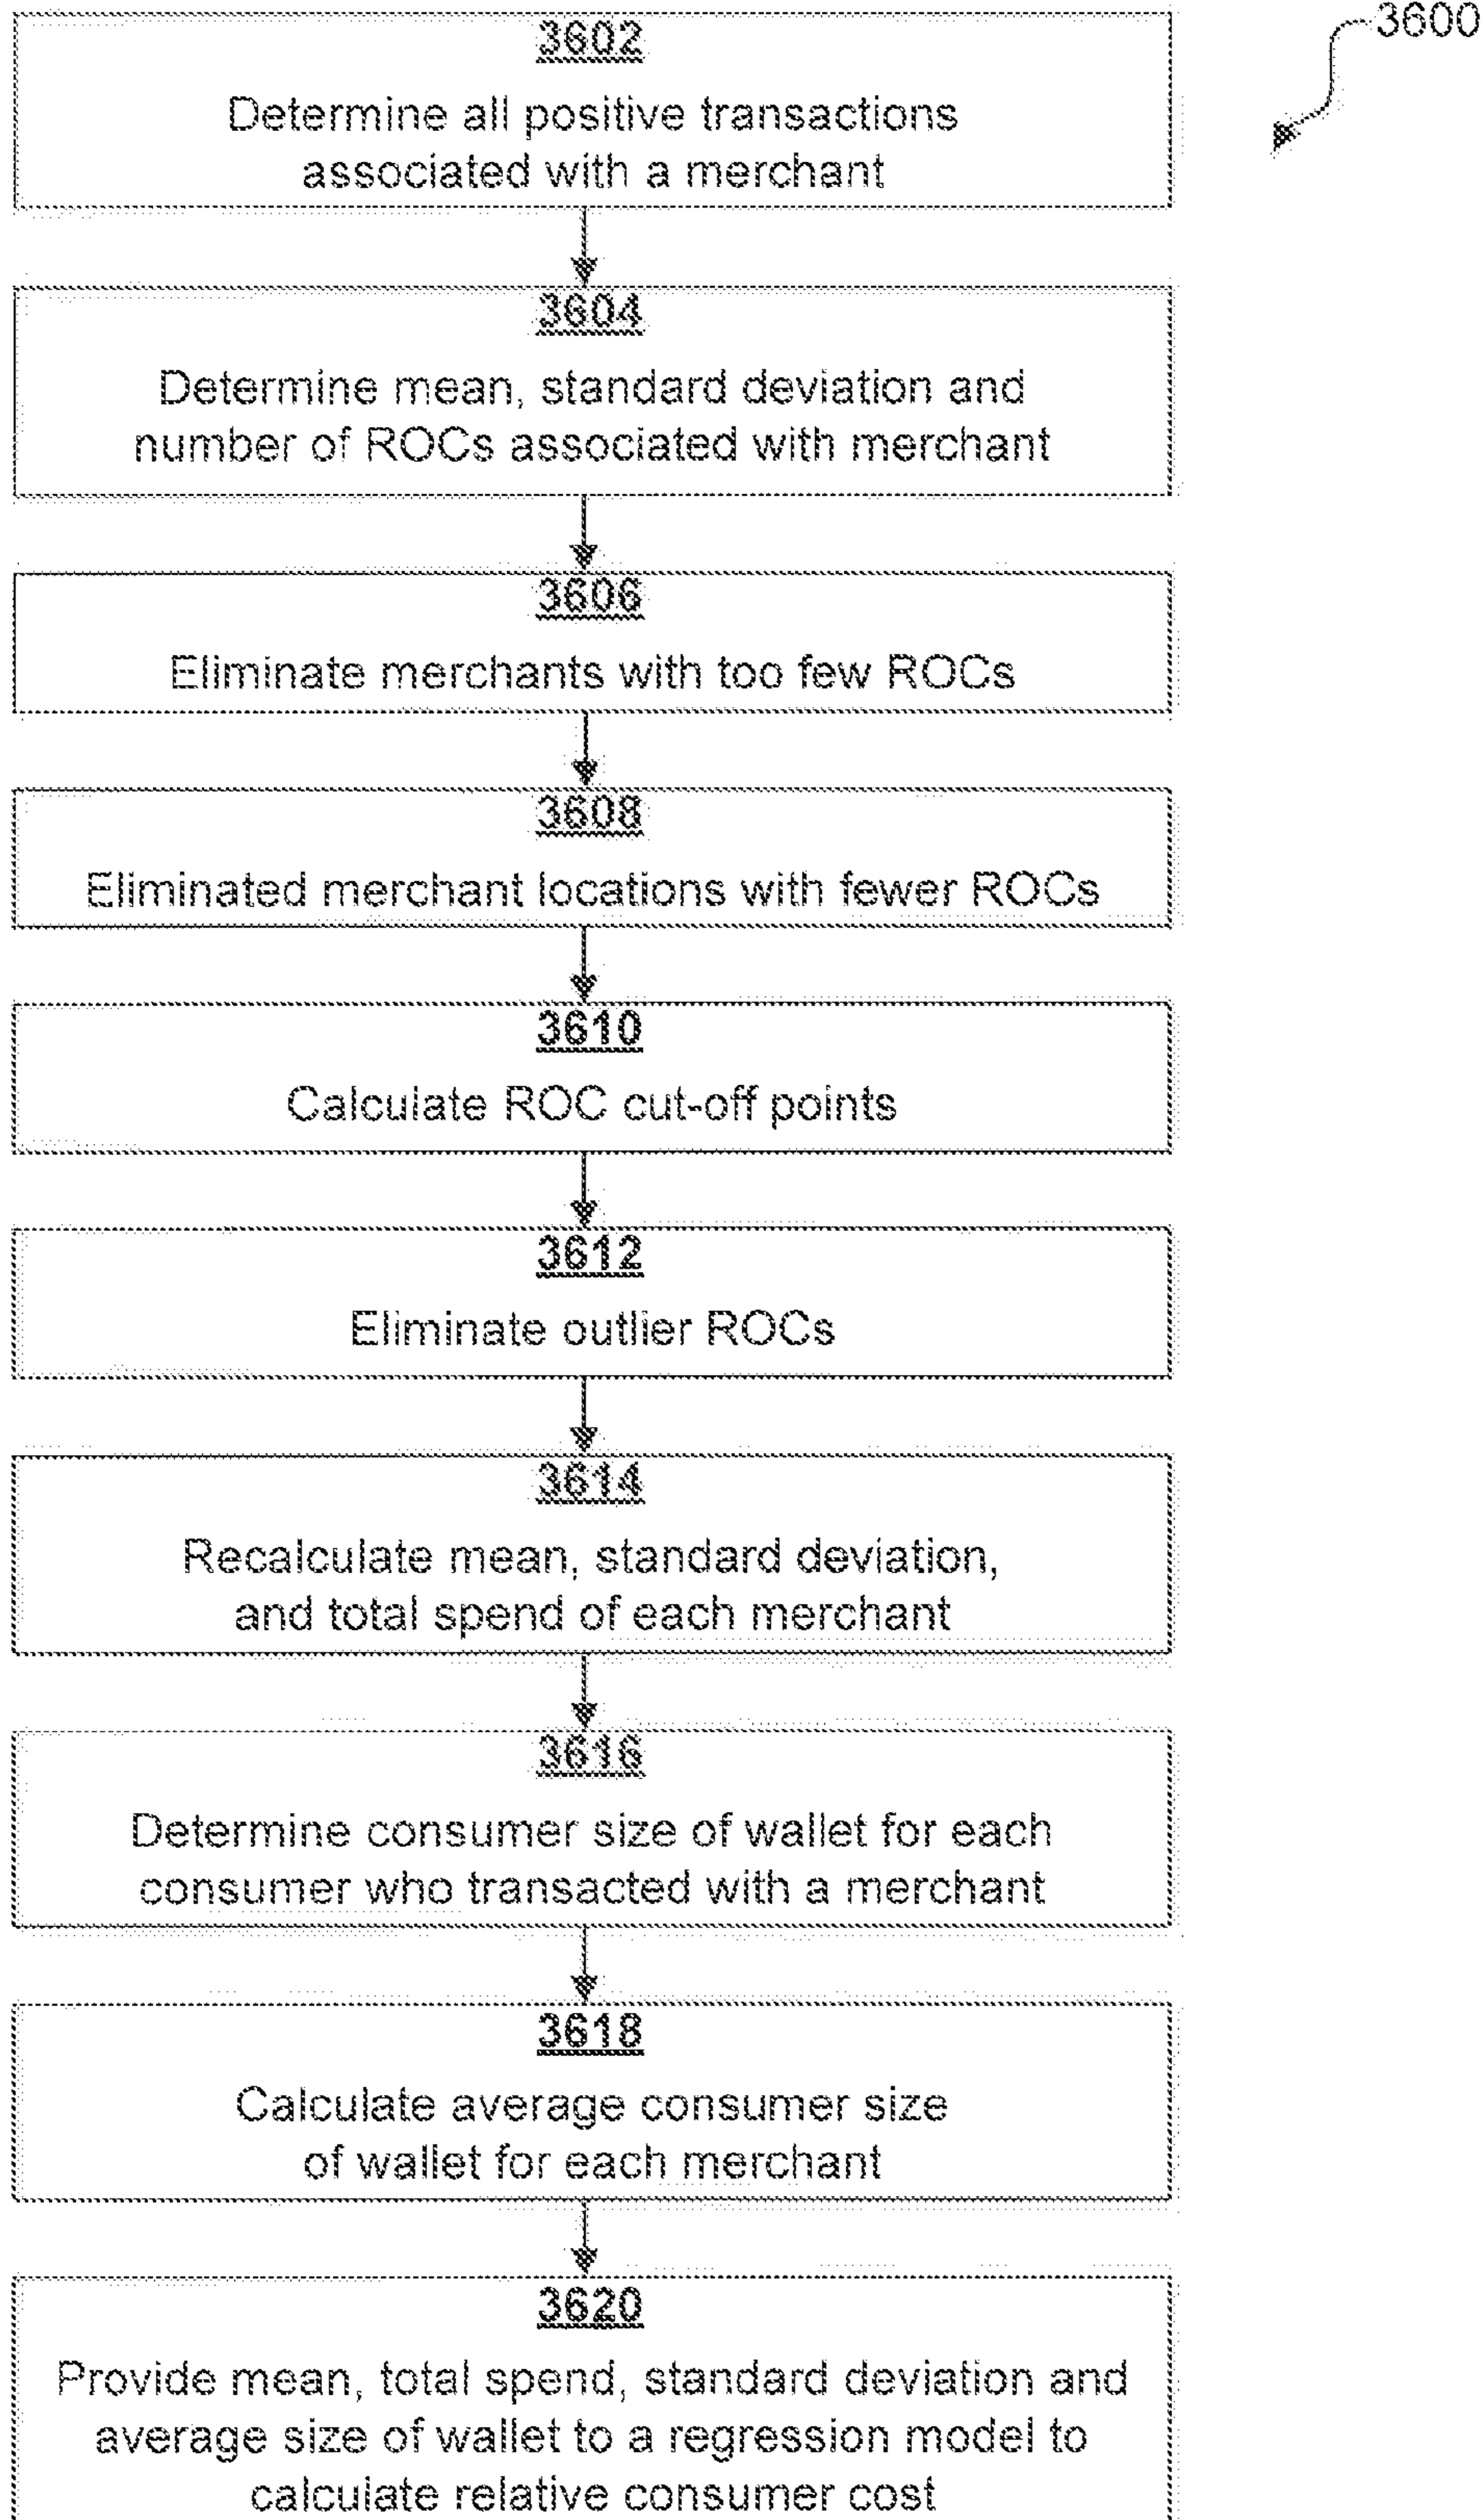 3600
3602
Determine all positive transactions
associated with a merchant
3604
Determine mean, standard deviation and
number of ROCs associated with merchant
3606
Eliminate merchants with too few ROCs
3608
Eliminated merchant locations with fewer ROCs
3610
Calculate ROC cut-off points
3612
Eliminate outlier ROCs
3614
Recalculate mean, standard deviation,
and total spend of each merchant
3616
Determine consumer size of wallet for each
consumer who transacted with a merchant
3618
Calculate average consumer size
of wallet for each merchant
3620
Provide mean, total spend, standard deviation and
average size of wallet to a regression model to
calculate relative consumer cost